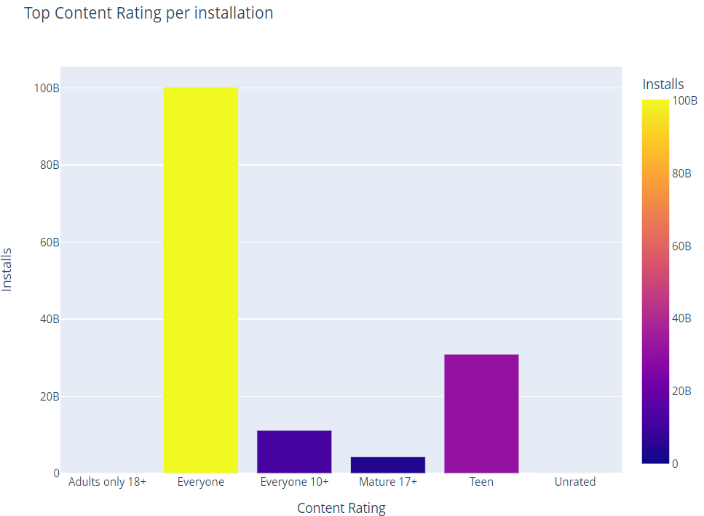 Top Content Rating per installation
Installs
100B
80B
60B
40B
20B
0
Adults only 18+
Everyone
Everyone 10+
Mature 17+
Teen
Unrated
Content Rating
Installs
100B
80B
60B
40B
20B
0